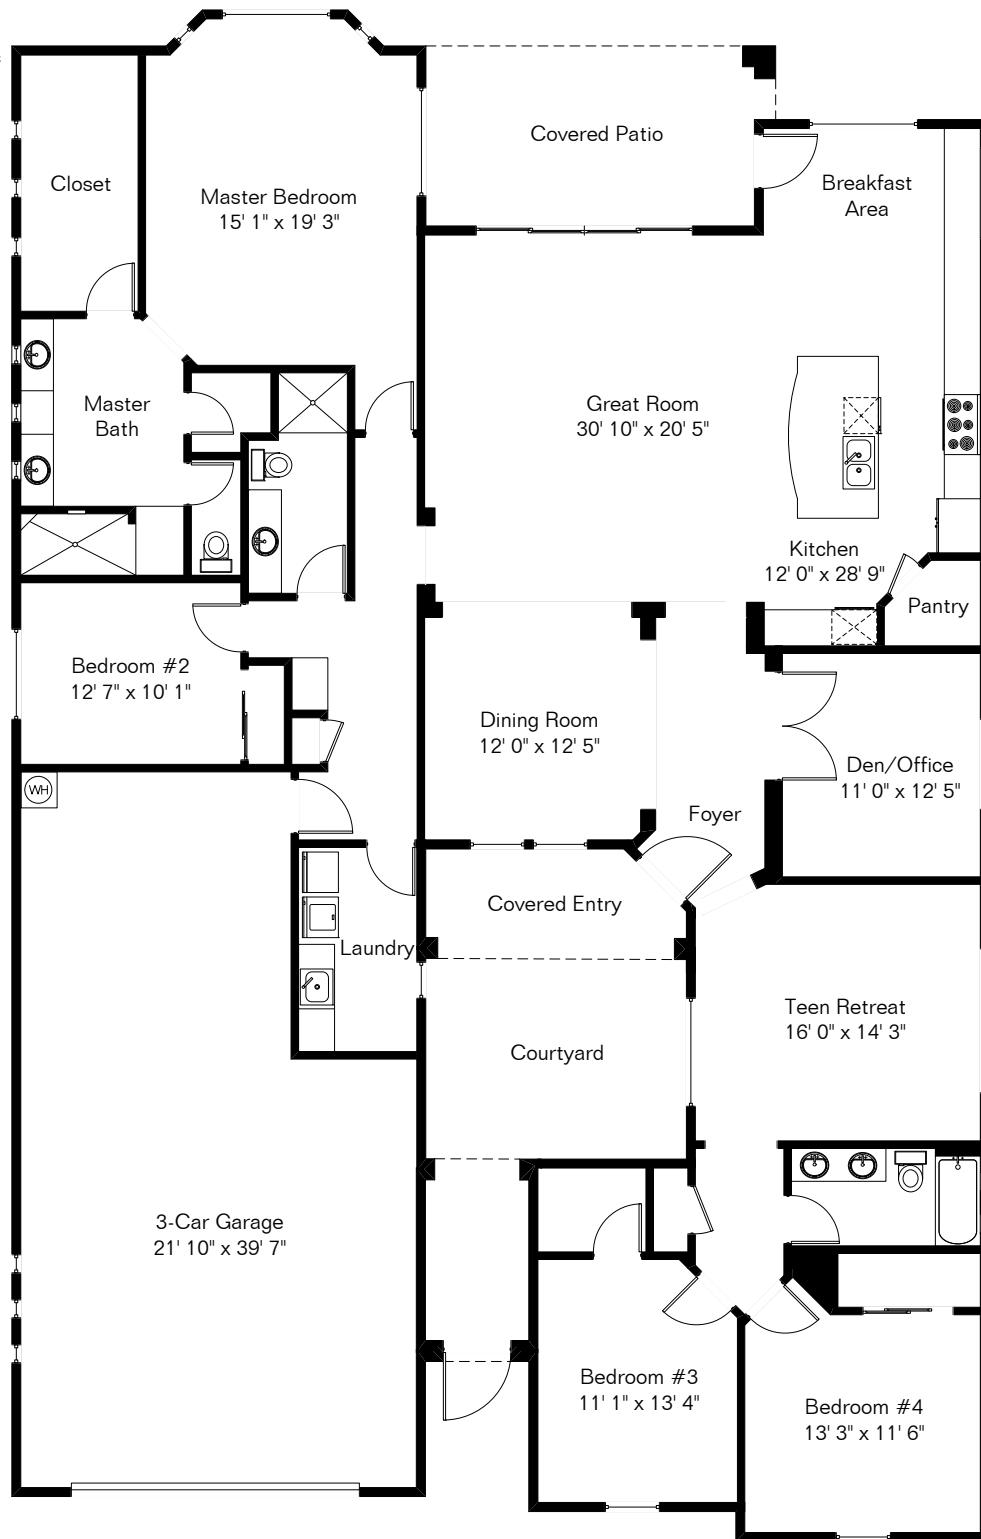 Covered Patio
Closet
Master Bedroom
15' 1" x 19' 3"
Breakfast
Area
Master
Bath
Great Room
30' 10" x 20' 5"
Kitchen
12' 0" x 28' 9"
Pantry
Bedroom #2
12' 7" x 10' 1"
Dining Room
12' 0" x 12' 5"
Den/Office
11' 0" x 12' 5"
WH
Foyer
Covered Entry
Laundry
Teen Retreat
16' 0" x 14' 3"
Courtyard
3-Car Garage
21' 10" x 39' 7"
Bedroom #3
11' 1" x 13' 4"
Bedroom #4
13' 3" x 11' 6"